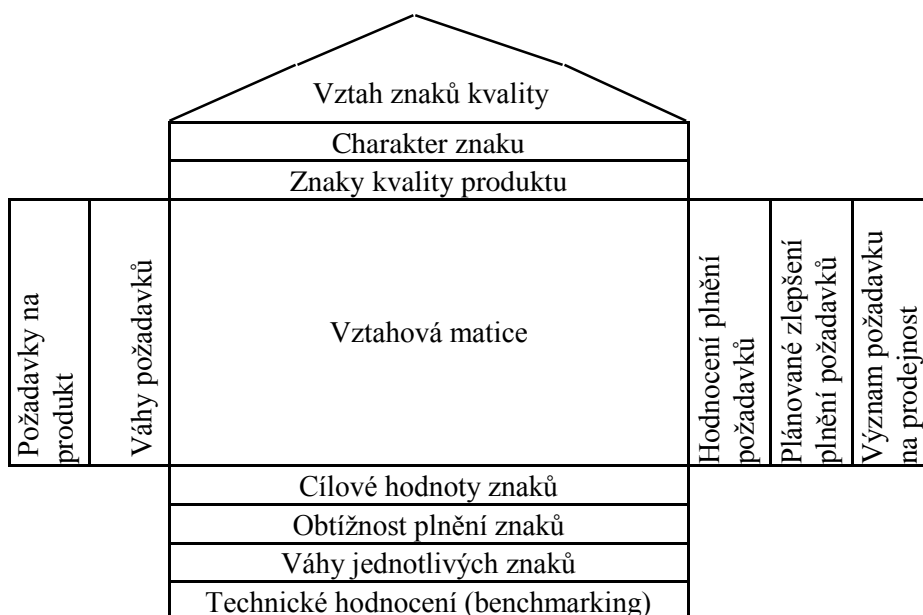 Vztah znaků kvality
Charakter znaku
Znaky kvality produktu
Požadavky na
produkt
Váhy požadavků
Vztahová matice
Hodnocení plnění
požadavků
Plánované zlepšení
plnění požadavků
Význam požadavku
na prodejnost
Cílové hodnoty znaků
Obtížnost plnění znaků
Váhy jednotlivých znaků
Technické hodnocení (benchmarking)